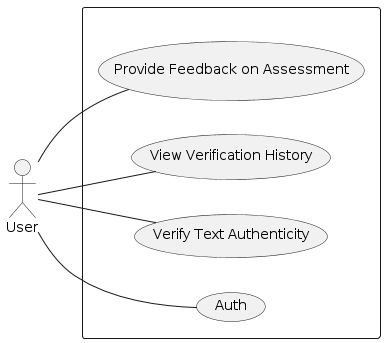 Provide Feedback on Assessment
View Verification History
Verify Text Authenticity
User
Auth